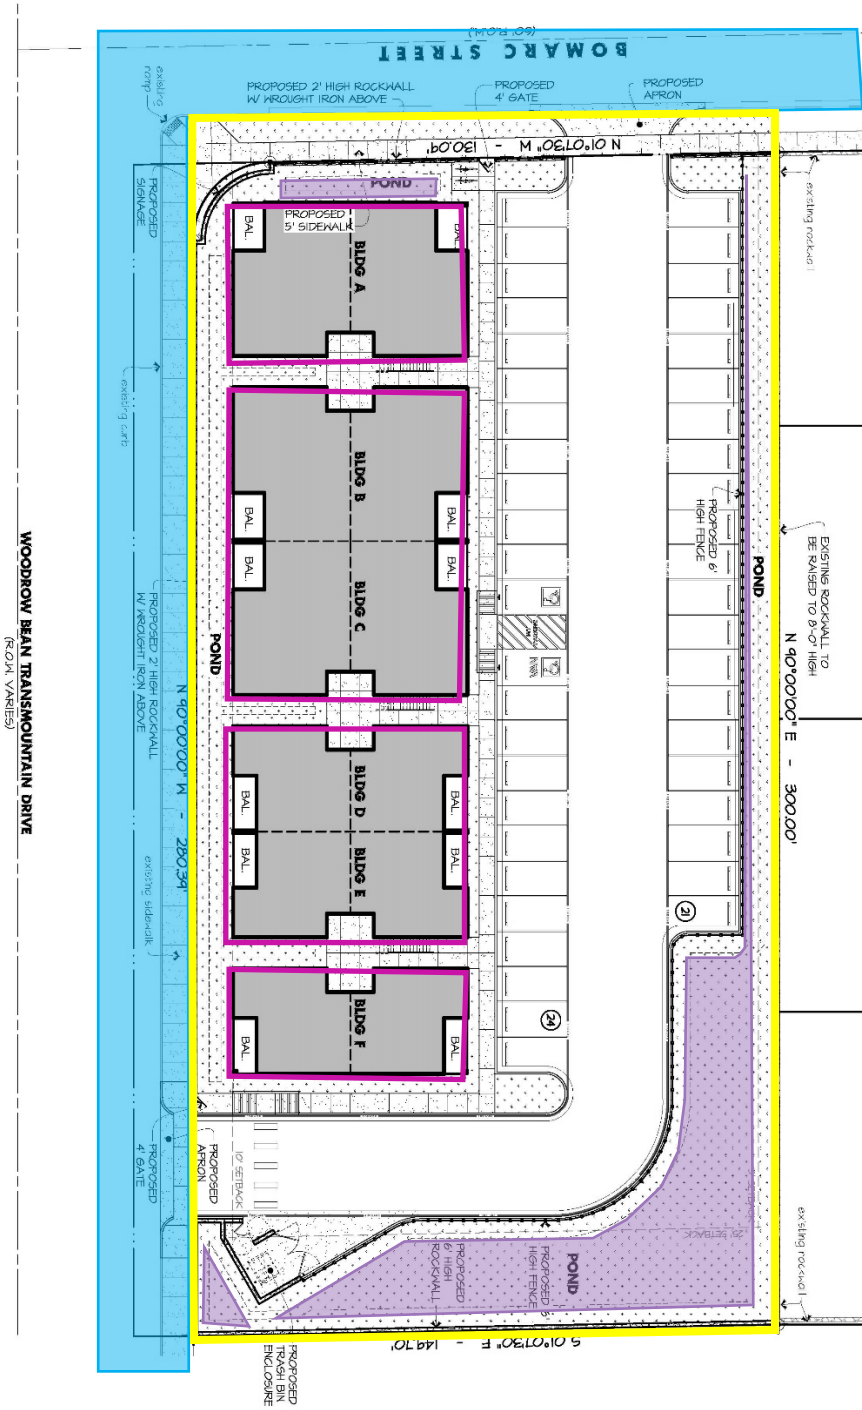 (60' R.O.W.)
BOMARC STREET
existing
ramp
PROPOSED 2' HIGH ROCKWALL
W/ WROUGHT IRON ABOVE
PROPOSED
4' GATE
PROPOSED
APRON
N 01°07'30" W - 130.09'
existing rockwall
PROPOSED
SIGNAGE
POND
PROPOSED
5' SIDEWALK
BAL.
BAL.
BLDG A
existing curb
BLDG B
BAL.
BAL.
BAL.
BAL.
BLDG C
PROPOSED 6'
HIGH FENCE
POND
EXISTING ROCKWALL TO
BE RAISED TO 8'-0" HIGH
N 90°00'00" E - 300.00'
POND
PROPOSED 2' HIGH ROCKWALL
W/ WROUGHT IRON ABOVE
N 90°00'00" W - 280.39'
WOODROW BEAN TRANSMOUNTAIN DRIVE
(R.O.W. VARIES)
BLDG D
BAL.
BAL.
BAL.
BAL.
BLDG E
existing sidewalk
21
24
BLDG F
BAL.
BAL.
PROPOSED
4' GATE
PROPOSED
APRON
10' SETBACK
25' SETBACK
existing rockwall
POND
PROPOSED 6'
HIGH FENCE
PROPOSED
6' HIGH
ROCKWALL
S 01°07'30" E - 149.70'
PROPOSED
TRASH BIN
ENCLOSURE